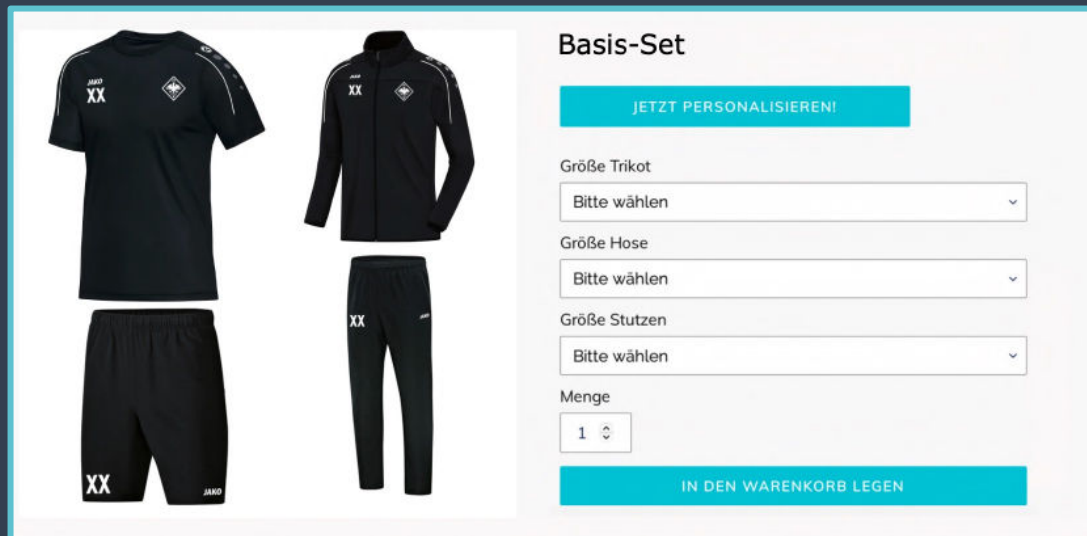 JAKO
XX
JAKO
XX
XX
JAKO
XX
JAKO
Basis-Set
JETZT PERSONALISIEREN!
Größe Trikot
Bitte wählen
Größe Hose
Bitte wählen
Größe Stutzen
Bitte wählen
Menge
1
IN DEN WARENKORB LEGEN